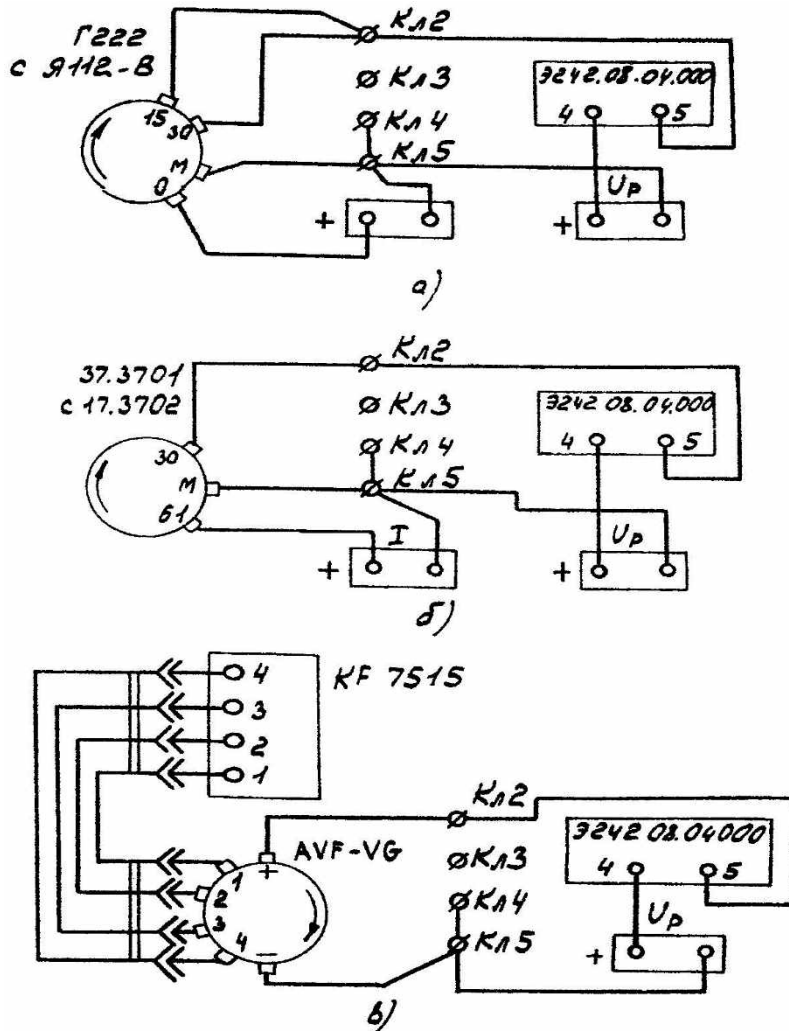 Г222
с Я112-В
15
30
М
0
Кл2
Кл3
Кл4
Кл5
+
Э242.08.04.000
4
5
Uр
+
а)
37.3701
с 17.3702
30
М
61
Кл2
Кл3
Кл4
Кл5
I
+
Э242 08.04.000
4
5
Uр
+
б)
4
3
2
1
KF 7515
AVF-VG
+
1
2
3
4
–
Кл2
Кл3
Кл4
Кл5
Э242 08.04000
4
5
Uр
+
в)